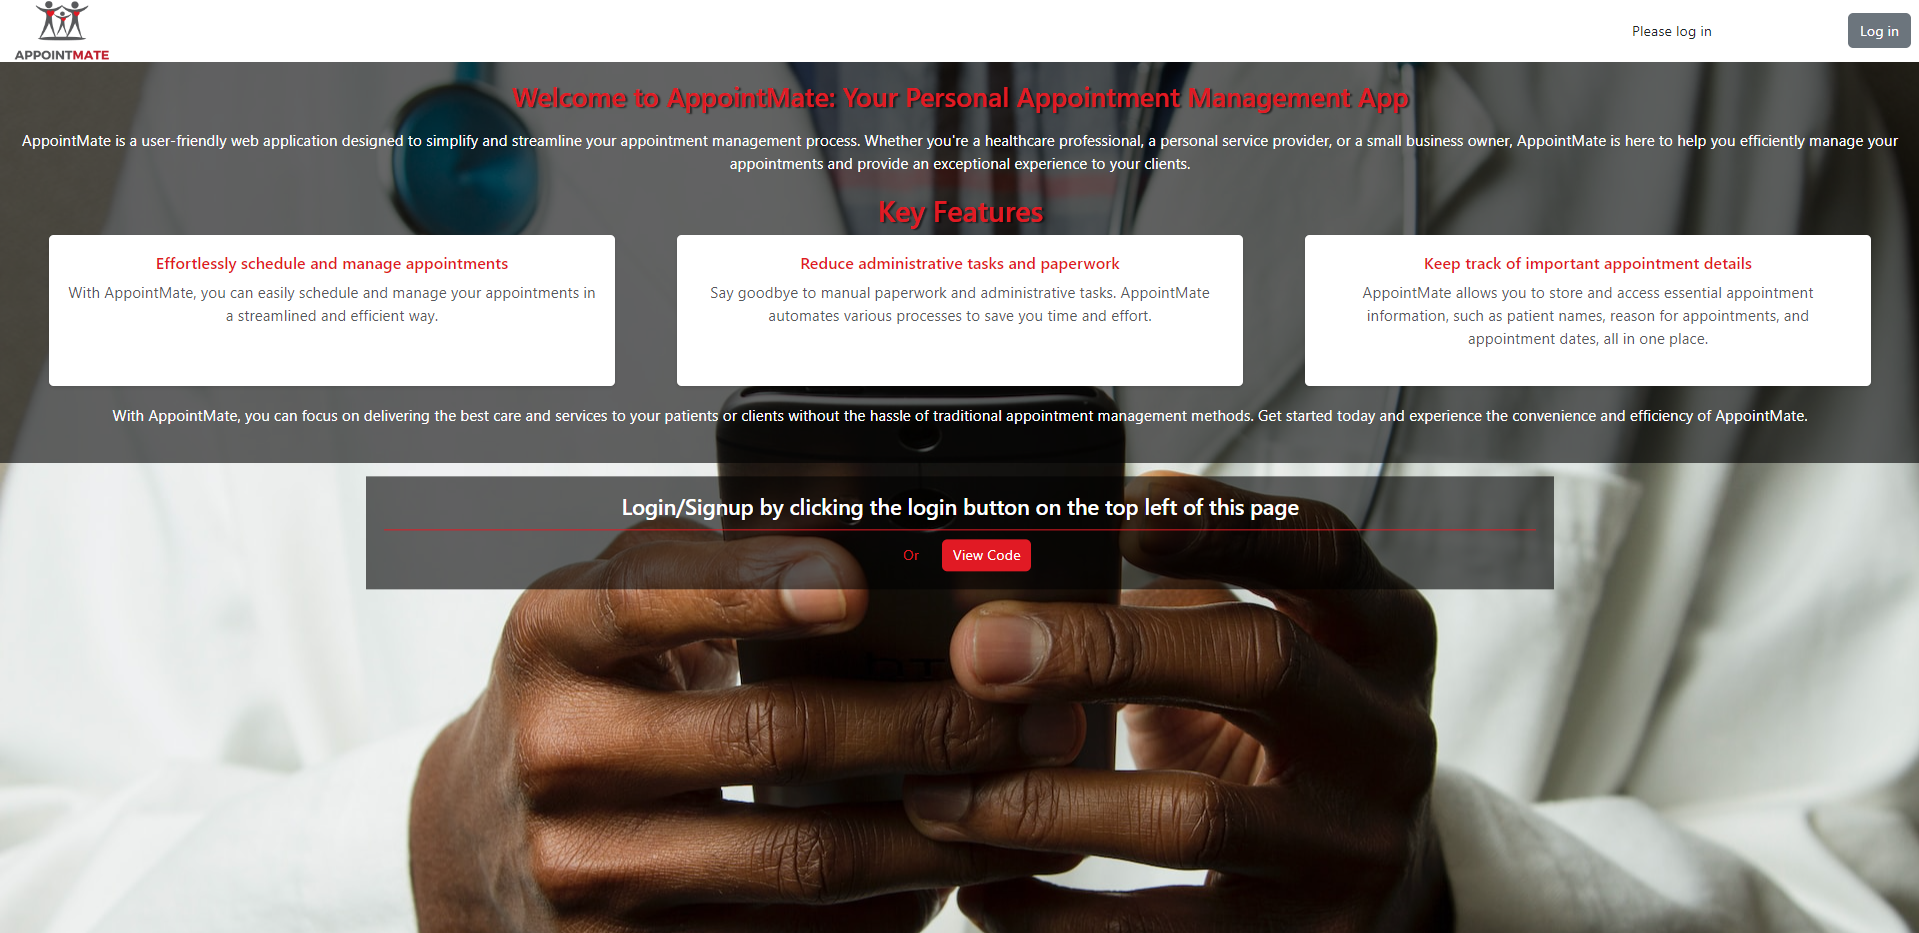 APPOINTMATE
Please log in
Log in
Welcome to AppointMate: Your Personal Appointment Management App
AppointMate is a user-friendly web application designed to simplify and streamline your appointment management process. Whether you're a healthcare professional, a personal service provider, or a small business owner, AppointMate is here to help you efficiently manage your
appointments and provide an exceptional experience to your clients.
Key Features
Effortlessly schedule and manage appointments
With AppointMate, you can easily schedule and manage your appointments in
a streamlined and efficient way.
Reduce administrative tasks and paperwork
Say goodbye to manual paperwork and administrative tasks. AppointMate
automates various processes to save you time and effort.
Keep track of important appointment details
AppointMate allows you to store and access essential appointment
information, such as patient names, reason for appointments, and
appointment dates, all in one place.
With AppointMate, you can focus on delivering the best care and services to your patients or clients without the hassle of traditional appointment management methods. Get started today and experience the convenience and efficiency of AppointMate.
Login/Signup by clicking the login button on the top left of this page
Or
View Code